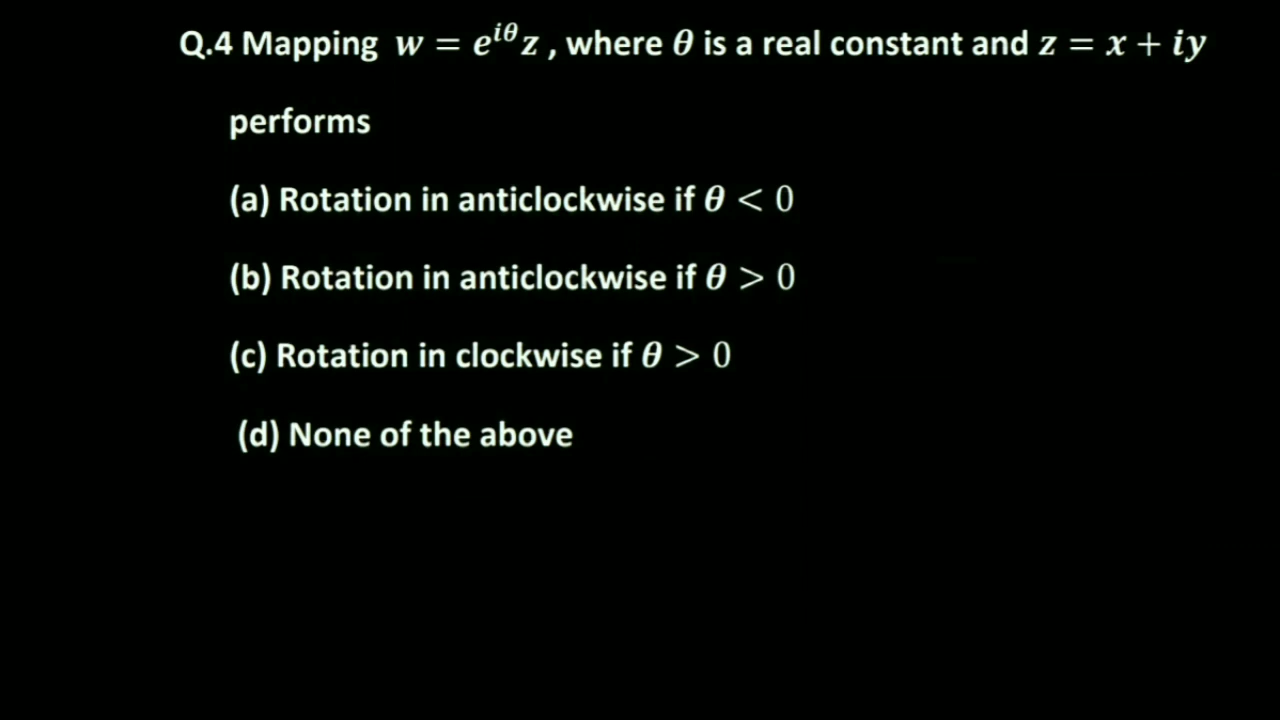 Q.4 Mapping w = e^{iθ}z , where θ is a real constant and z = x + iy
performs
(a) Rotation in anticlockwise if θ < 0
(b) Rotation in anticlockwise if θ > 0
(c) Rotation in clockwise if θ > 0
(d) None of the above